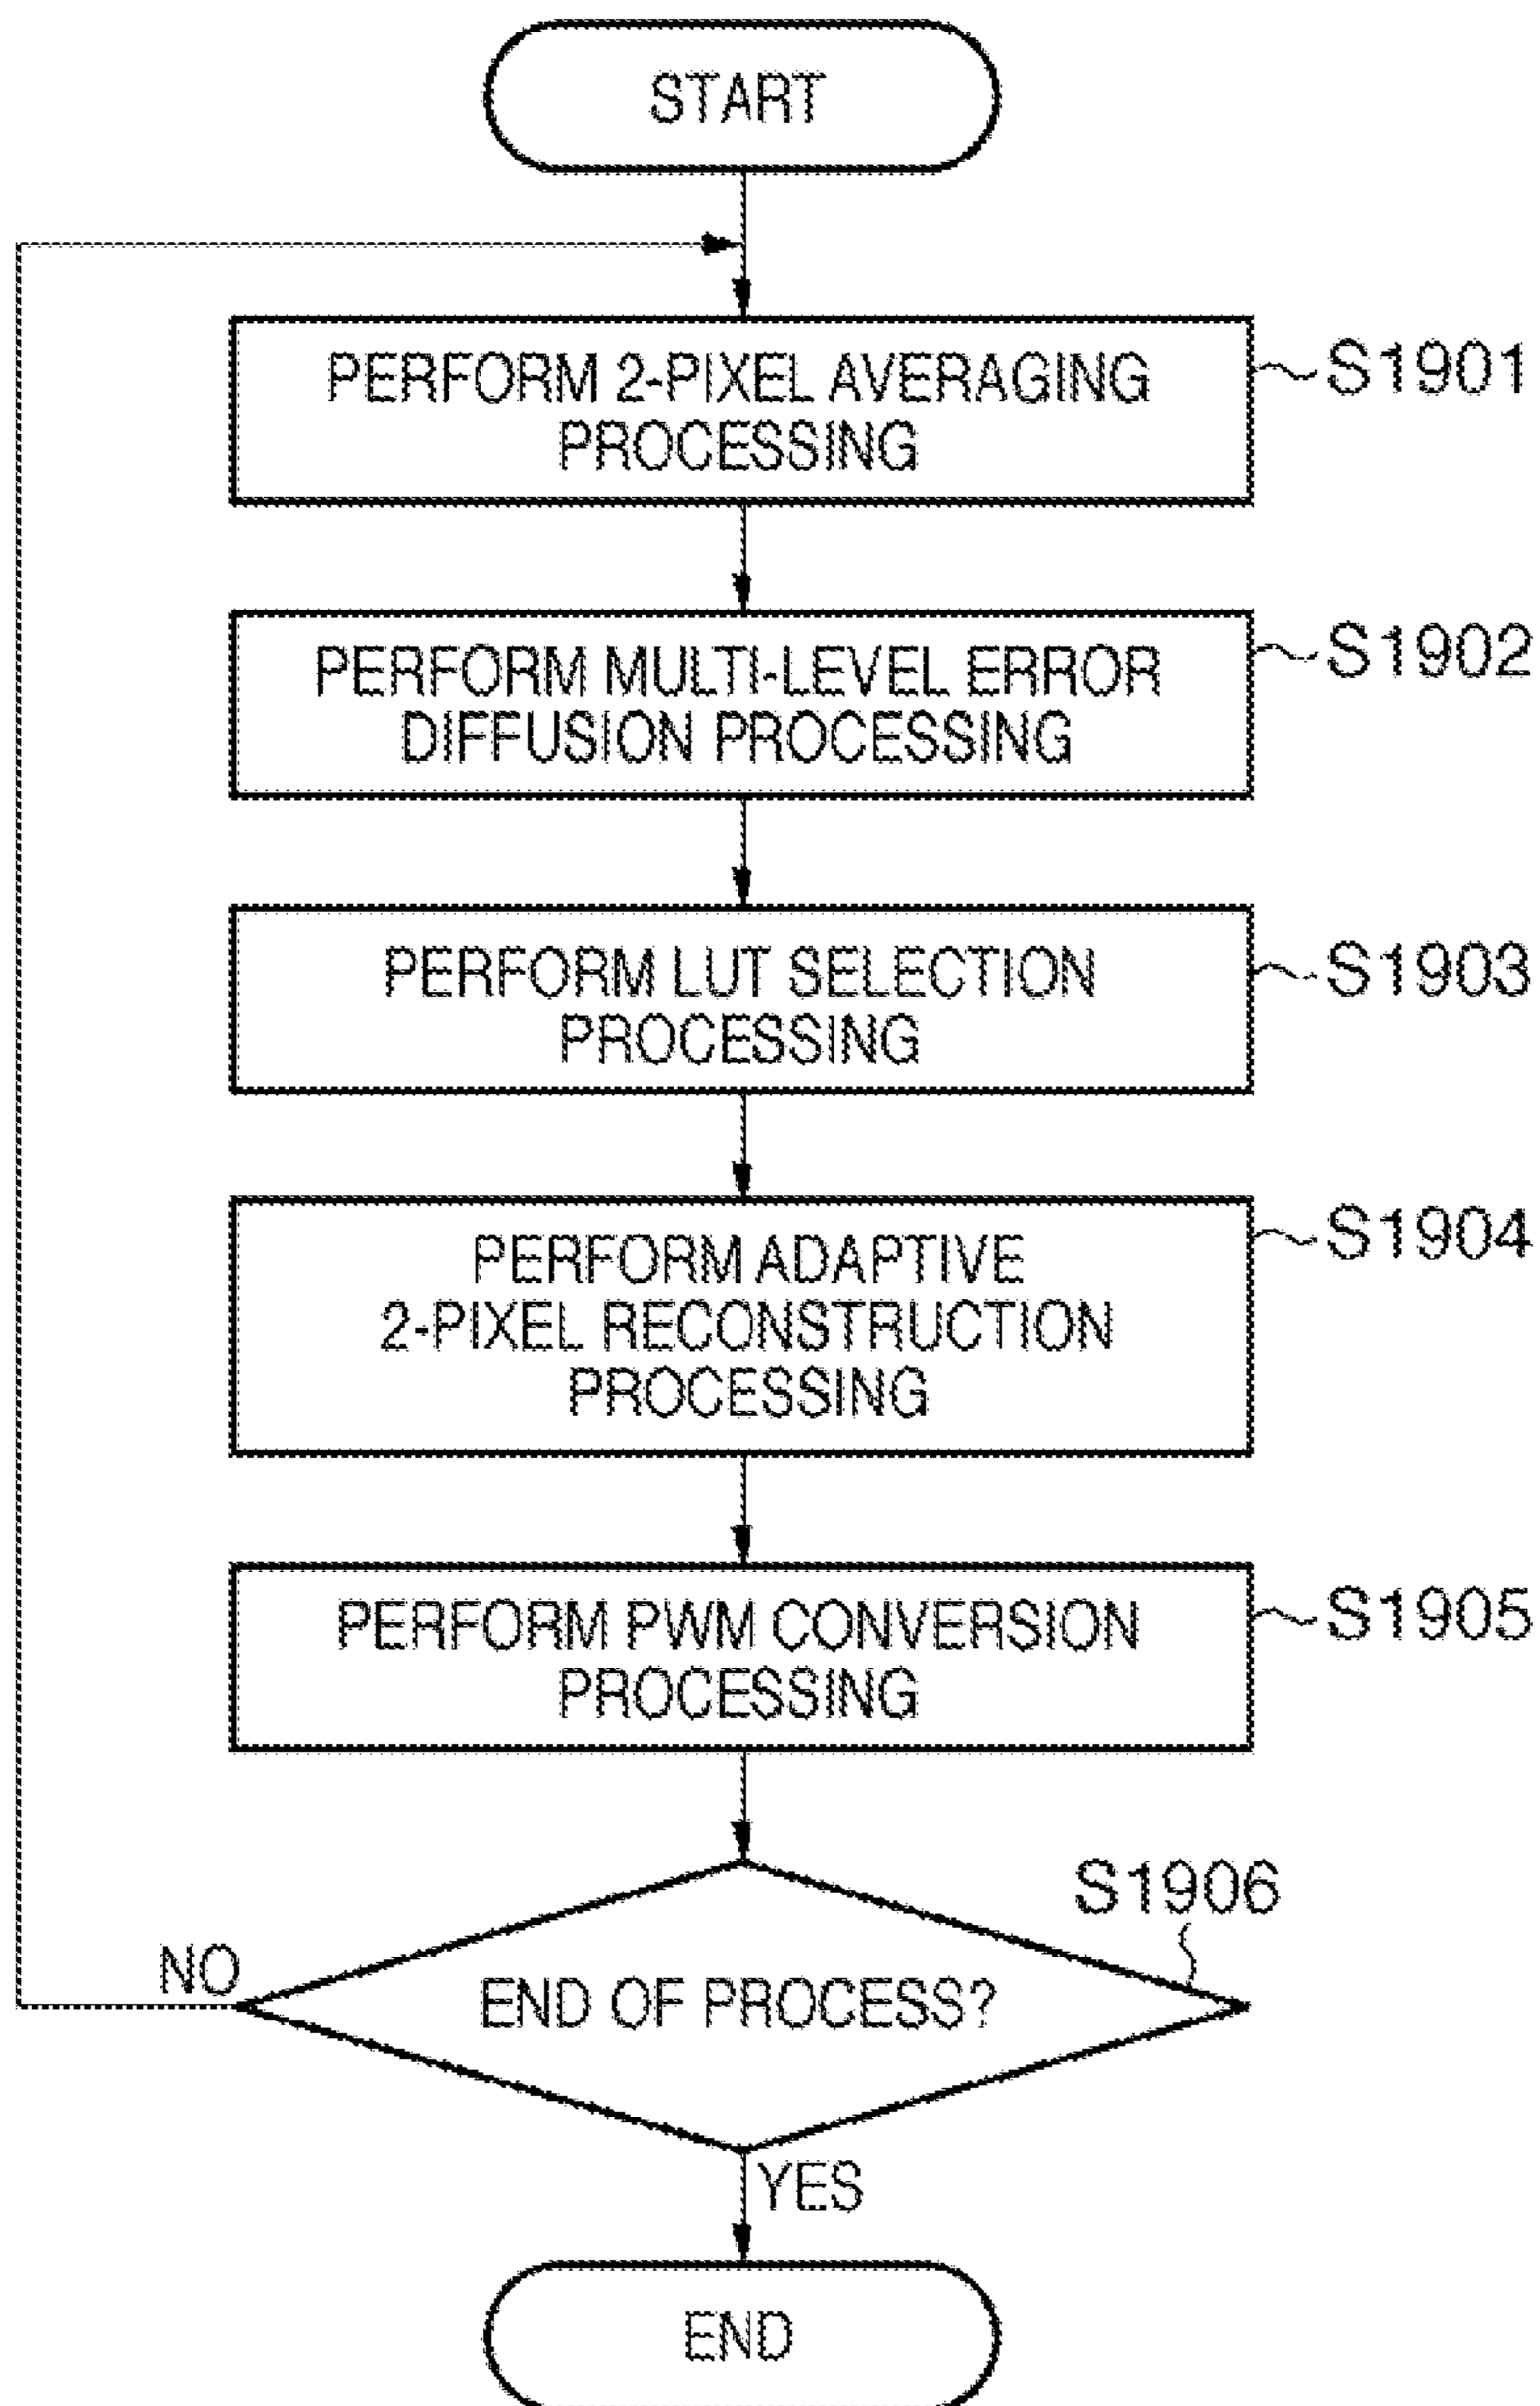 START
PERFORM 2-PIXEL AVERAGING
PROCESSING
S1901
PERFORM MULTI-LEVEL ERROR
DIFFUSION PROCESSING
S1902
PERFORM LUT SELECTION
PROCESSING
S1903
PERFORM ADAPTIVE
2-PIXEL RECONSTRUCTION
PROCESSING
S1904
PERFORM PWM CONVERSION
PROCESSING
S1905
S1906
NO
END OF PROCESS?
YES
END